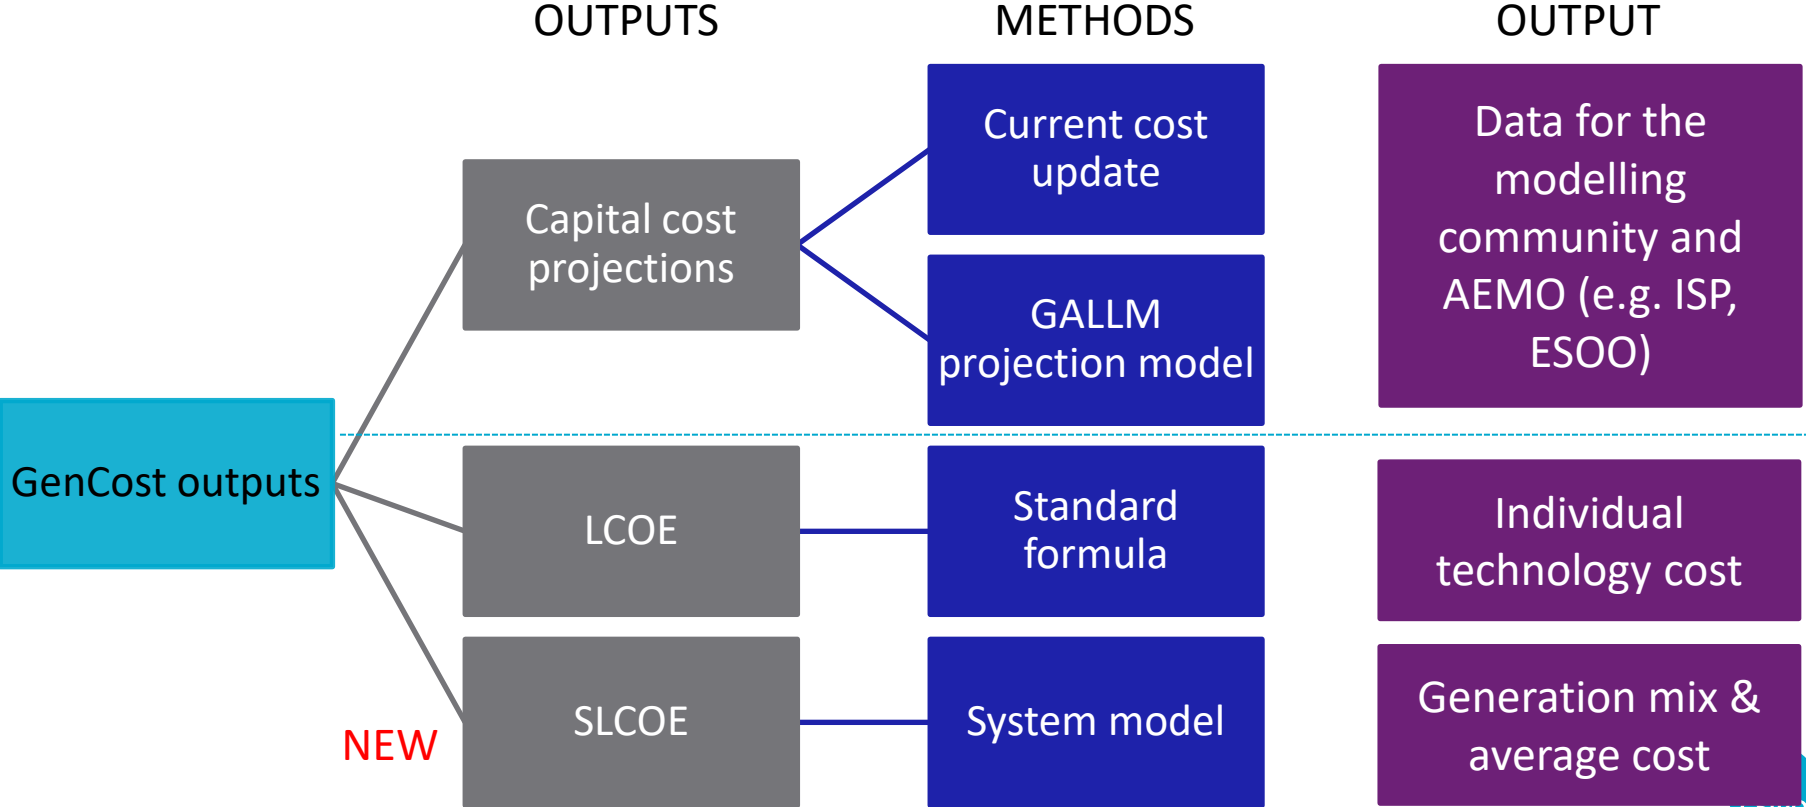 OUTPUTS
METHODS
OUTPUT
Current cost
update
Data for the
modelling
community and
AEMO (e.g. ISP,
ESOO)
Capital cost
projections
GALLM
projection model
GenCost outputs
LCOE
Standard
formula
Individual
technology cost
NEW
SLCOE
System model
Generation mix &
average cost